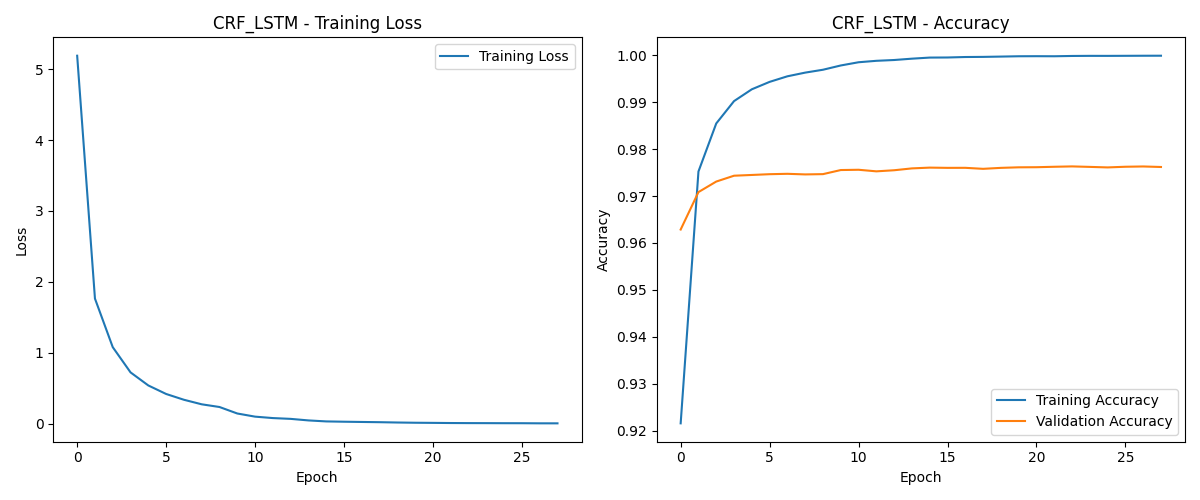 CRF_LSTM - Training Loss
Training Loss
5
4
3
2
1
0
Loss
0 5 10 15 20 25
Epoch
CRF_LSTM - Accuracy
1.00
0.99
0.98
0.97
0.96
0.95
0.94
0.93
0.92
Accuracy
Training Accuracy
Validation Accuracy
0 5 10 15 20 25
Epoch